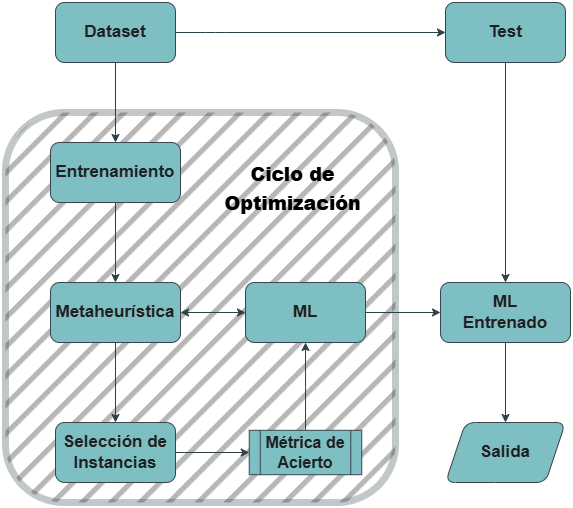 Dataset
Test
Entrenamiento
Ciclo de
Optimización
Metaheurística
ML
ML
Entrenado
Selección de
Instancias
Métrica de
Acierto
Salida